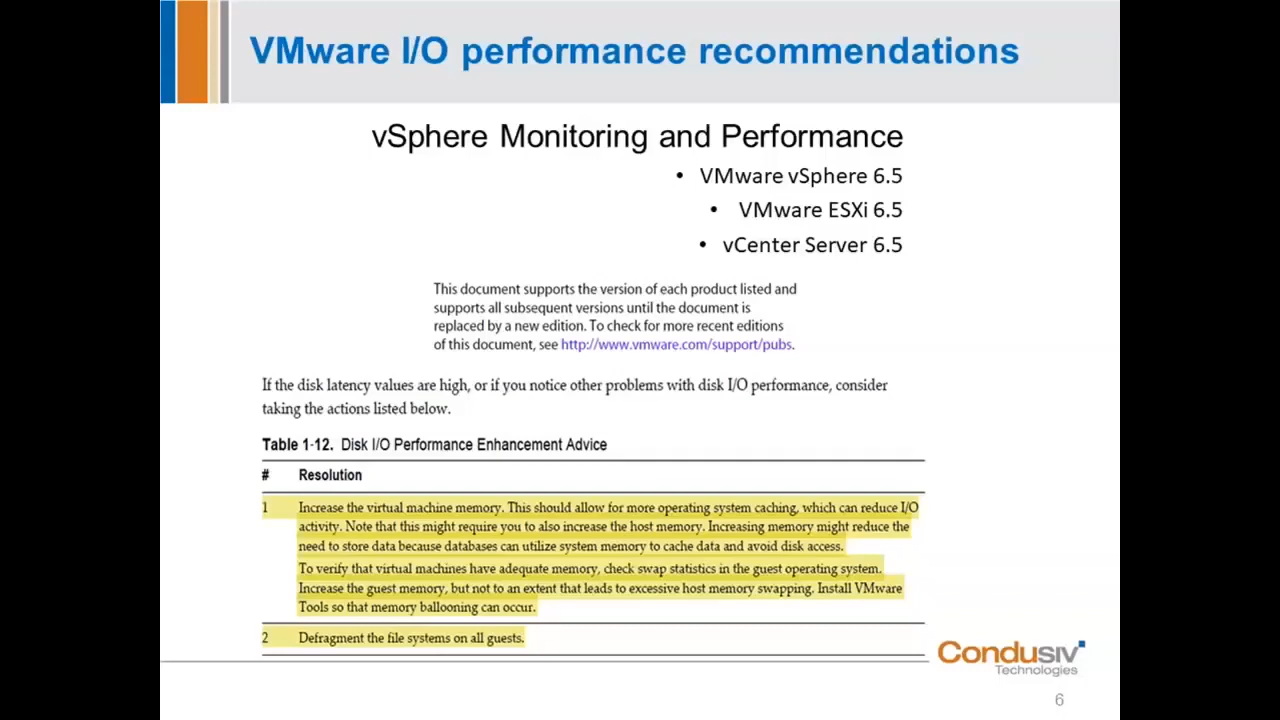 VMware I/O performance recommendations
vSphere Monitoring and Performance
• VMware vSphere 6.5
• VMware ESXi 6.5
• vCenter Server 6.5
This document supports the version of each product listed and
supports all subsequent versions until the document is
replaced by a new edition. To check for more recent editions
of this document, see http://www.vmware.com/support/pubs.
If the disk latency values are high, or if you notice other problems with disk I/O performance, consider
taking the actions listed below.
Table 1-12. Disk I/O Performance Enhancement Advice
# Resolution
1 Increase the virtual machine memory. This should allow for more operating system caching, which can reduce I/O
activity. Note that this might require you to also increase the host memory. Increasing memory might reduce the
need to store data because databases can utilize system memory to cache data and avoid disk access.
To verify that virtual machines have adequate memory, check swap statistics in the guest operating system.
Increase the guest memory, but not to an extent that leads to excessive host memory swapping. Install VMware
Tools so that memory ballooning can occur.
2 Defragment the file systems on all guests.
Condusiv
Technologies
6